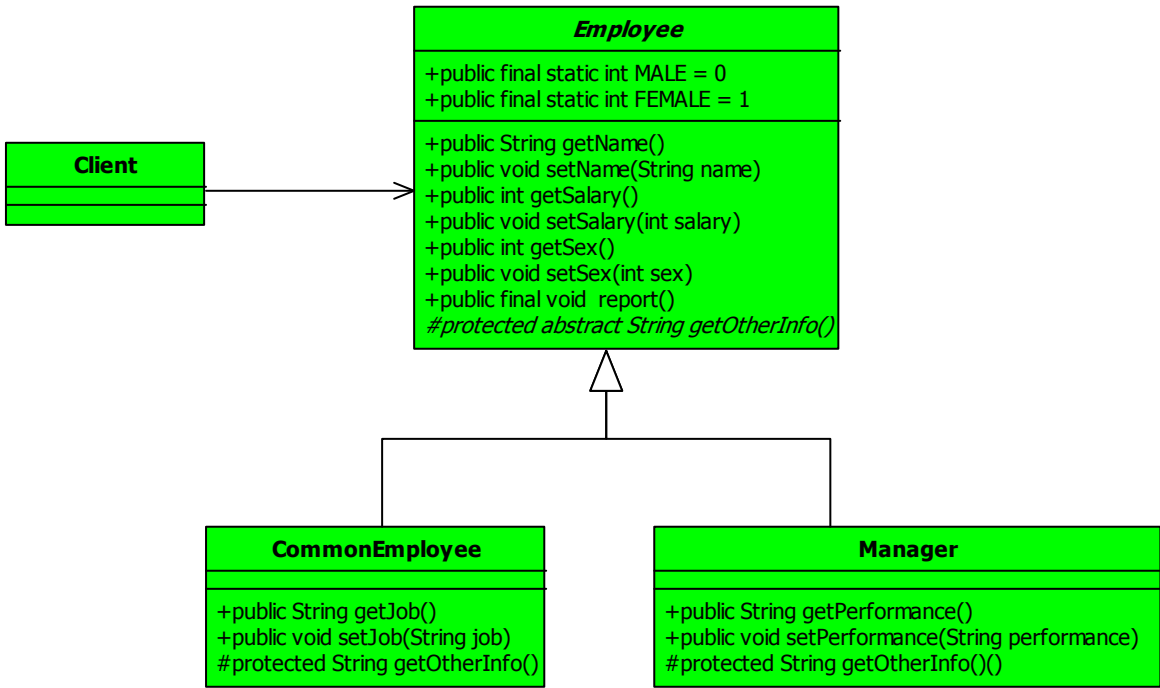 Employee
+public final static int MALE = 0
+public final static int FEMALE = 1
+public String getName()
+public void setName(String name)
+public int getSalary()
+public void setSalary(int salary)
+public int getSex()
+public void setSex(int sex)
+public final void  report()
#protected abstract String getOtherInfo()
Client
CommonEmployee
+public String getJob()
+public void setJob(String job)
#protected String getOtherInfo()
Manager
+public String getPerformance()
+public void setPerformance(String performance)
#protected String getOtherInfo()()